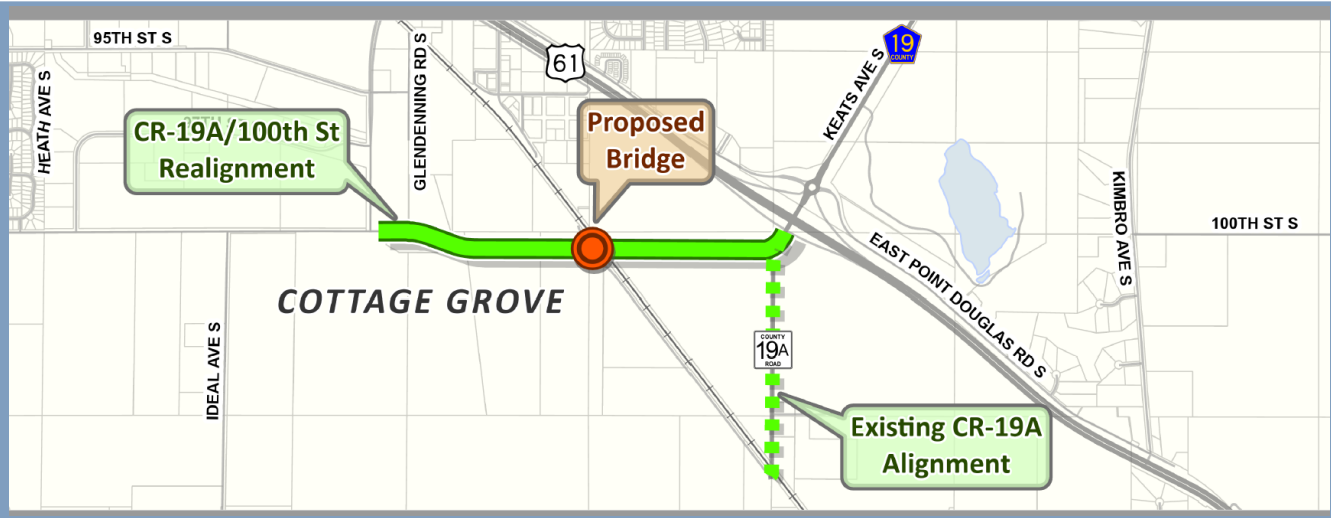 95TH ST S
HEATH AVE S
GLENDENNING RD S
61
19
COUNTY
KEATS AVE S
CR-19A/100th St
Realignment
Proposed
Bridge
KIMBRO AVE S
100TH ST S
EAST POINT DOUGLAS RD S
COTTAGE GROVE
IDEAL AVE S
COUNTY
19A
ROAD
Existing CR-19A
Alignment